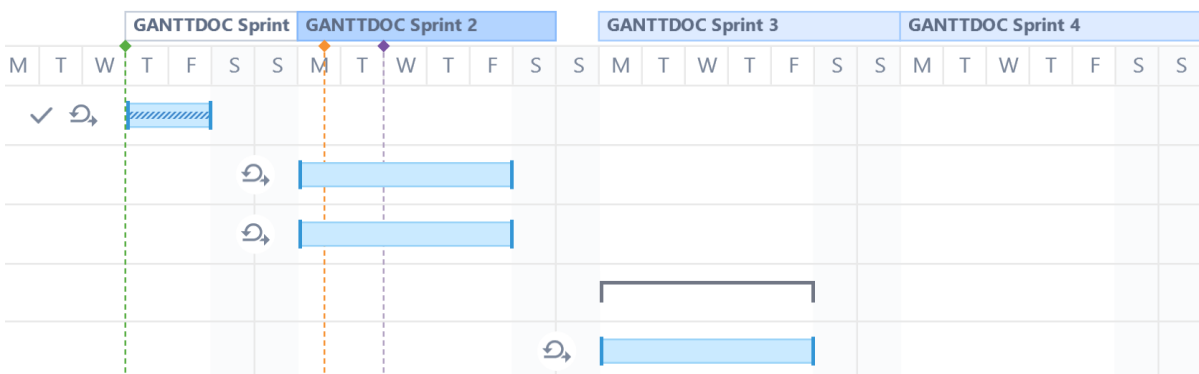 GANTTDOC Sprint GANTTDOC Sprint 2 GANTTDOC Sprint 3 GANTTDOC Sprint 4
M T W T F S S M T W T F S S M T W T F S S M T W T F S S